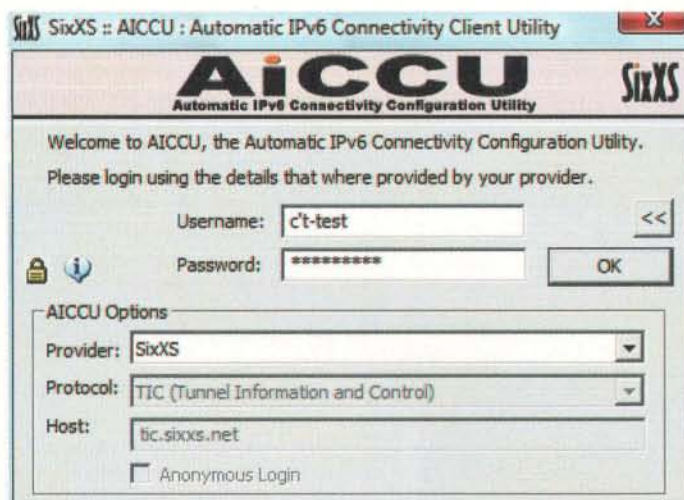 SixXS SixXS :: AICCU : Automatic IPv6 Connectivity Client Utility X
AiCCU SixXS
Automatic IPv6 Connectivity Configuration Utility
Welcome to AICCU, the Automatic IPv6 Connectivity Configuration Utility.
Please login using the details that where provided by your provider.
Username: c't-test <<
Password: ********* OK
AICCU Options
Provider: SixXS
Protocol: TIC (Tunnel Information and Control)
Host: tic.sixxs.net
Anonymous Login